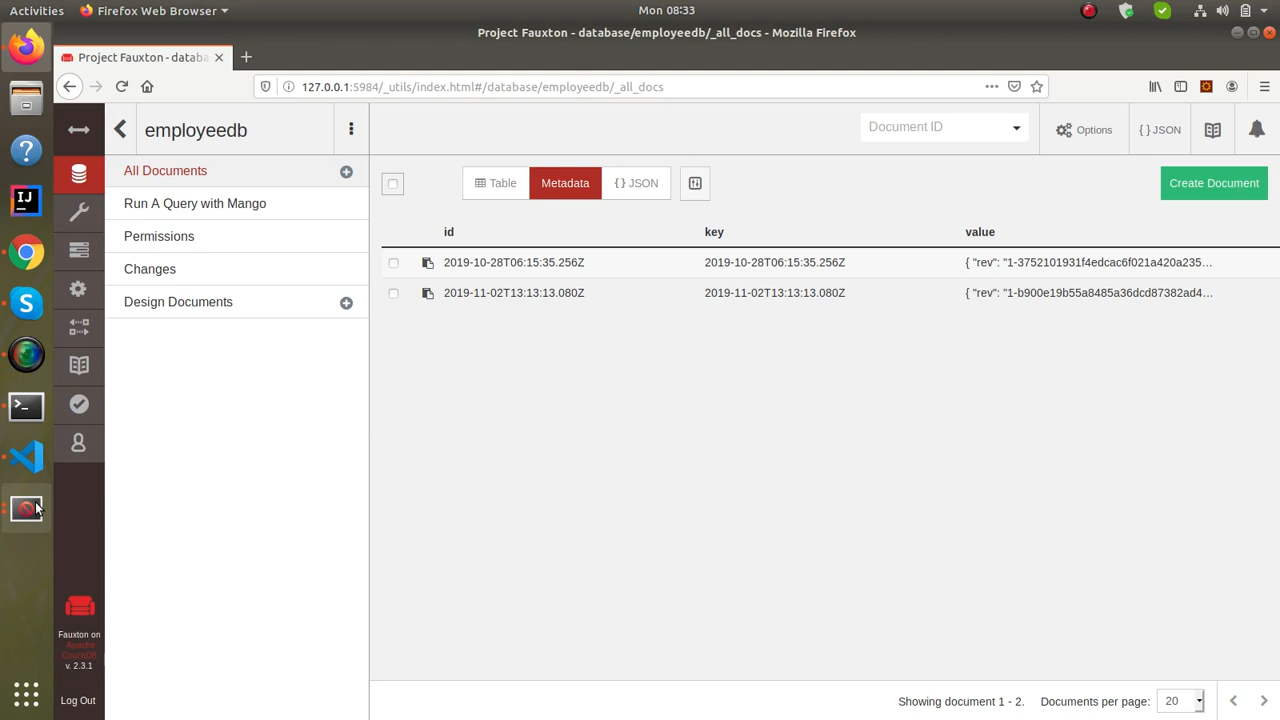 Activities
Firefox Web Browser
Mon 08:33
Project Fauxton - database/employeedb/_all_docs - Mozilla Firefox
Project Fauxton - databa
127.0.0.1:5984/_utils/index.html#/database/employeedb/_all_docs
employeedb
Document ID
Options
{ } JSON
All Documents
Table
Metadata
{ } JSON
Create Document
Run A Query with Mango
Permissions
Changes
Design Documents
id key value
2019-10-28T06:15:35.256Z 2019-10-28T06:15:35.256Z { "rev": "1-3752101931f4edcac6f021a420a235...
2019-11-02T13:13:13.080Z 2019-11-02T13:13:13.080Z { "rev": "1-b900e19b55a8485a36dcd87382ad4...
Fauxton on
Apache
CouchDB
v. 2.3.1
Log Out
Showing document 1 - 2.
Documents per page:
20